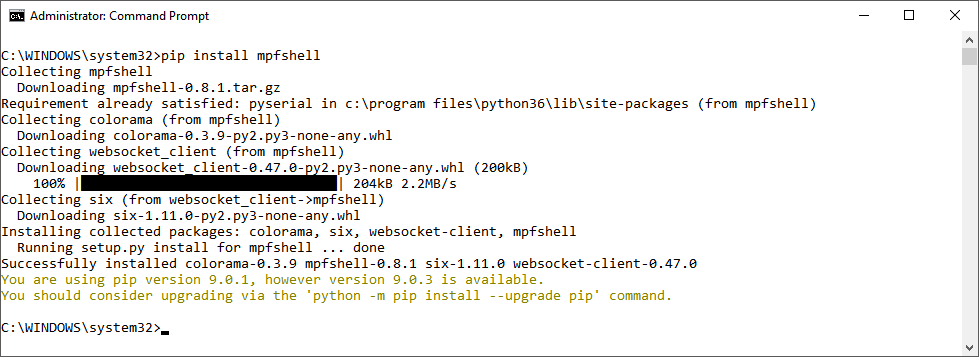 Administrator: Command Prompt
C:\WINDOWS\system32>pip install mpfshell
Collecting mpfshell
  Downloading mpfshell-0.8.1.tar.gz
Requirement already satisfied: pyserial in c:\program files\python36\lib\site-packages (from mpfshell)
Collecting colorama (from mpfshell)
  Downloading colorama-0.3.9-py2.py3-none-any.whl
Collecting websocket_client (from mpfshell)
  Downloading websocket_client-0.47.0-py2.py3-none-any.whl (200kB)
    100% |████████████████████████████████| 204kB 2.2MB/s
Collecting six (from websocket_client->mpfshell)
  Downloading six-1.11.0-py2.py3-none-any.whl
Installing collected packages: colorama, six, websocket-client, mpfshell
  Running setup.py install for mpfshell ... done
Successfully installed colorama-0.3.9 mpfshell-0.8.1 six-1.11.0 websocket-client-0.47.0
You are using pip version 9.0.1, however version 9.0.3 is available.
You should consider upgrading via the 'python -m pip install --upgrade pip' command.
C:\WINDOWS\system32>